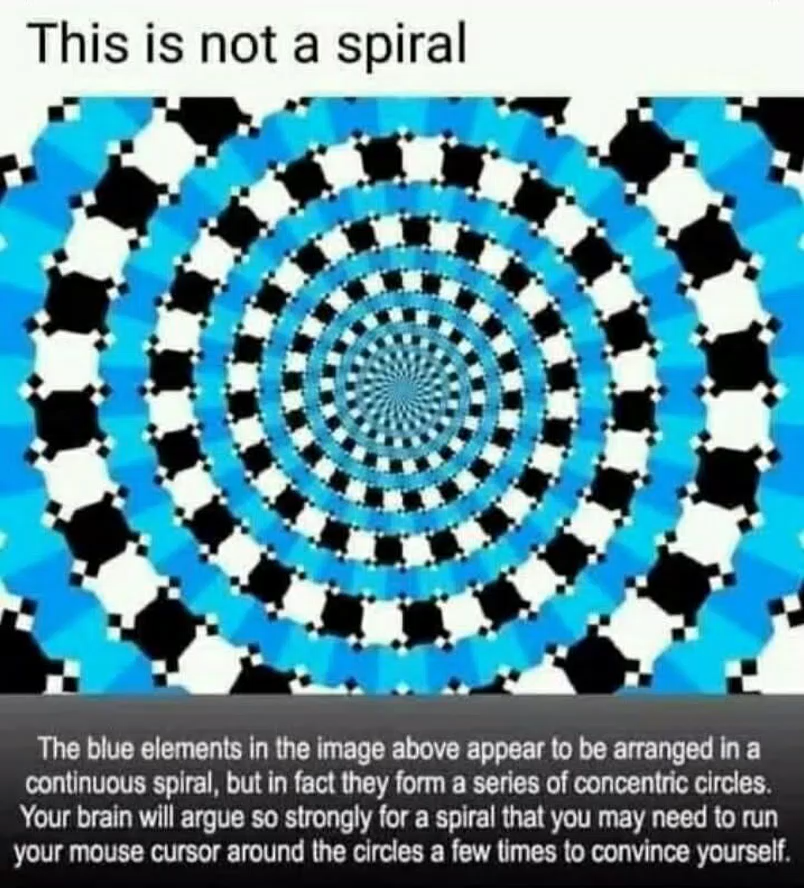 This is not a spiral
The blue elements in the image above appear to be arranged in a
continuous spiral, but in fact they form a series of concentric circles.
Your brain will argue so strongly for a spiral that you may need to run
your mouse cursor around the circles a few times to convince yourself.